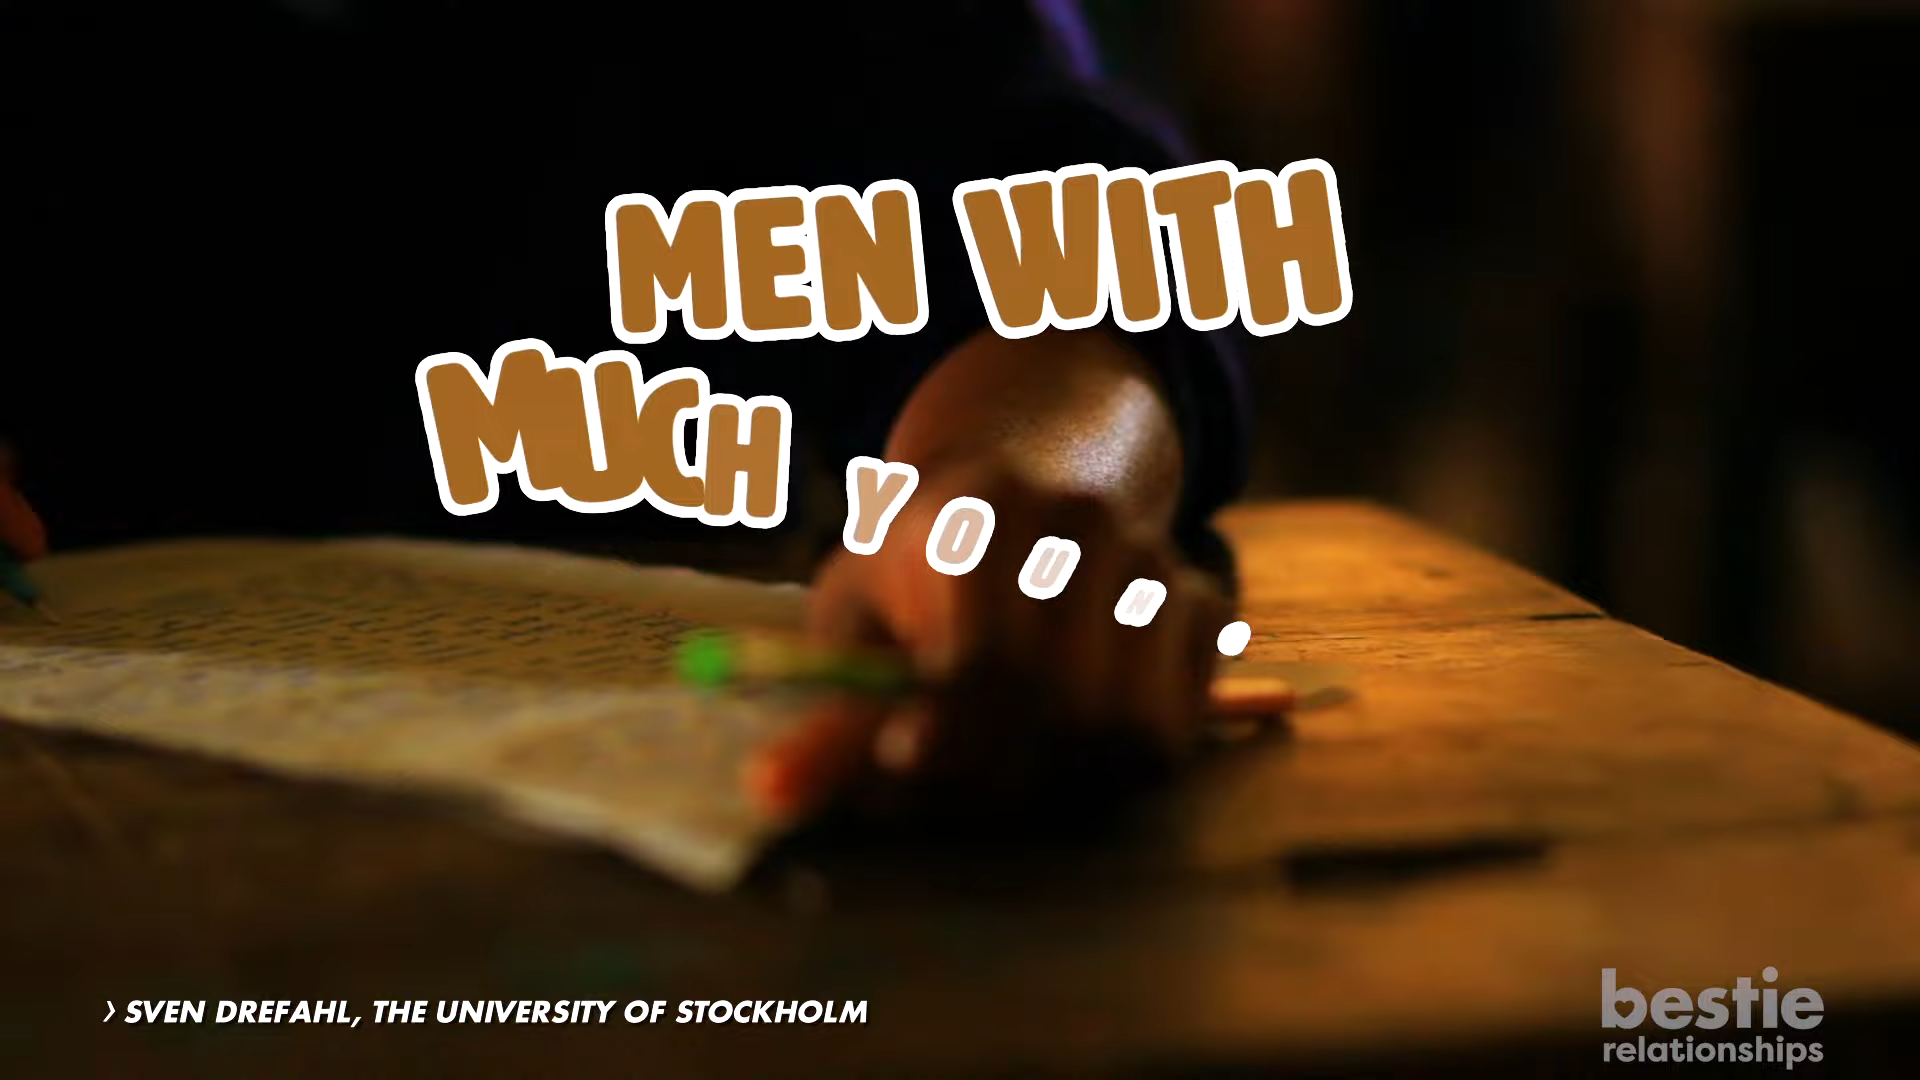 MEN WITH
MUCH YOUN
› SVEN DREFAHL, THE UNIVERSITY OF STOCKHOLM
bestie
relationships